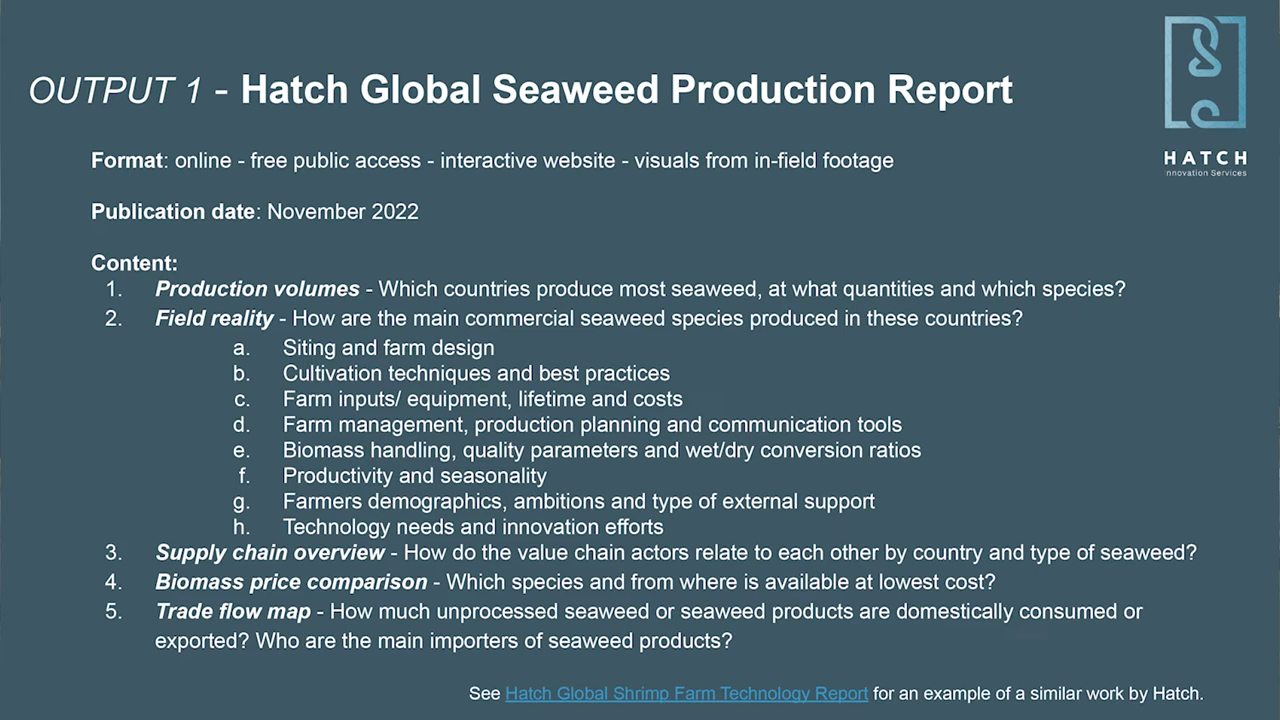 OUTPUT 1 - Hatch Global Seaweed Production Report
HATCH
nnovation Services
Format: online - free public access - interactive website - visuals from in-field footage
Publication date: November 2022
Content:
1. Production volumes - Which countries produce most seaweed, at what quantities and which species?
2. Field reality - How are the main commercial seaweed species produced in these countries?
a. Siting and farm design
b. Cultivation techniques and best practices
c. Farm inputs/ equipment, lifetime and costs
d. Farm management, production planning and communication tools
e. Biomass handling, quality parameters and wet/dry conversion ratios
f. Productivity and seasonality
g. Farmers demographics, ambitions and type of external support
h. Technology needs and innovation efforts
3. Supply chain overview - How do the value chain actors relate to each other by country and type of seaweed?
4. Biomass price comparison - Which species and from where is available at lowest cost?
5. Trade flow map - How much unprocessed seaweed or seaweed products are domestically consumed or
exported? Who are the main importers of seaweed products?
See Hatch Global Shrimp Farm Technology Report for an example of a similar work by Hatch.